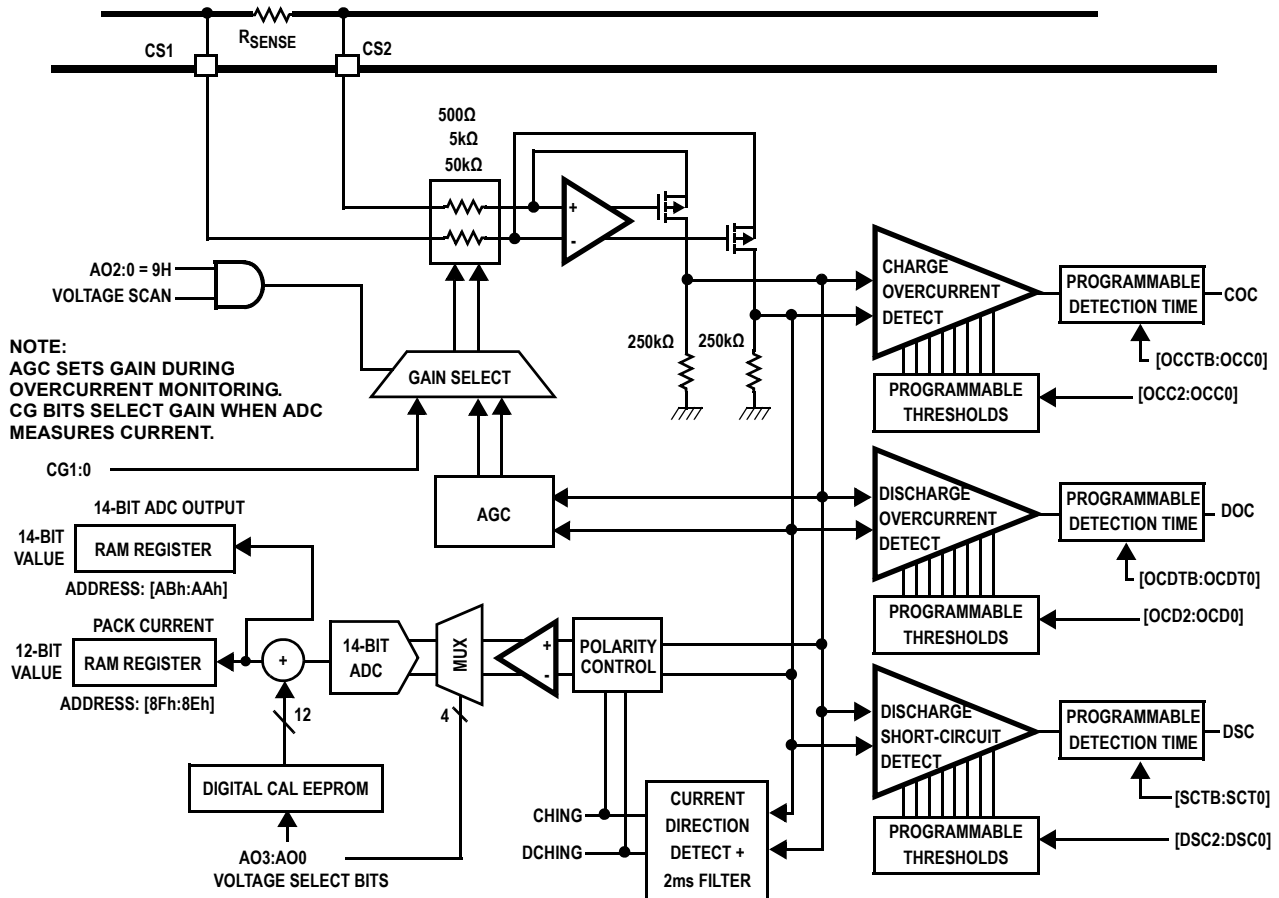 RSENSE
CS1
CS2
500Ω
5kΩ
50kΩ
+
-
AO2:0 = 9H
VOLTAGE SCAN
NOTE:
AGC SETS GAIN DURING
OVERCURRENT MONITORING.
CG BITS SELECT GAIN WHEN ADC
MEASURES CURRENT.
GAIN SELECT
CG1:0
AGC
250kΩ
250kΩ
CHARGE
OVERCURRENT
DETECT
PROGRAMMABLE
DETECTION TIME
COC
[OCCTB:OCC0]
PROGRAMMABLE
THRESHOLDS
[OCC2:OCC0]
DISCHARGE
OVERCURRENT
DETECT
PROGRAMMABLE
DETECTION TIME
DOC
[OCDTB:OCDT0]
PROGRAMMABLE
THRESHOLDS
[OCD2:OCD0]
DISCHARGE
SHORT-CIRCUIT
DETECT
PROGRAMMABLE
DETECTION TIME
DSC
[SCTB:SCT0]
PROGRAMMABLE
THRESHOLDS
[DSC2:DSC0]
14-BIT ADC OUTPUT
14-BIT
VALUE
RAM REGISTER
ADDRESS: [ABh:AAh]
PACK CURRENT
12-BIT
VALUE
RAM REGISTER
ADDRESS: [8Fh:8Eh]
+
14-BIT
ADC
MUX
+
-
POLARITY
CONTROL
12
4
DIGITAL CAL EEPROM
AO3:AO0
VOLTAGE SELECT BITS
CHING
DCHING
CURRENT
DIRECTION
DETECT +
2ms FILTER